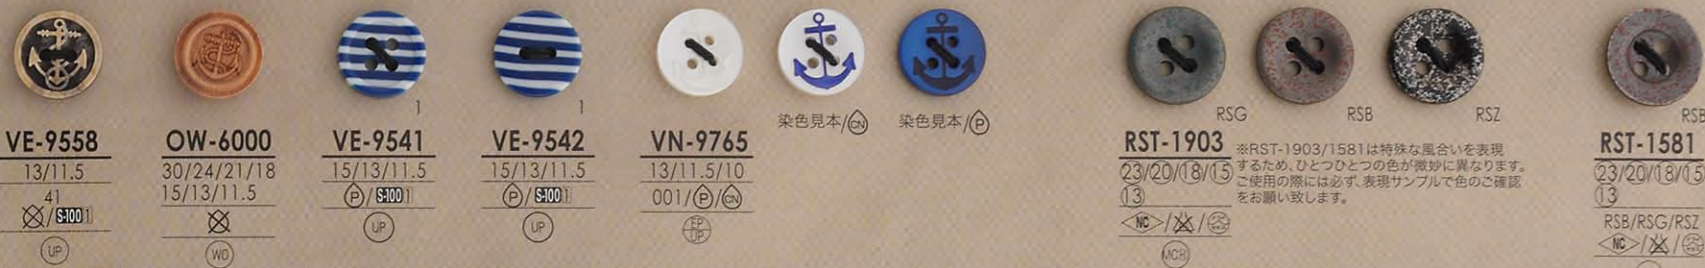 1
1
染色見本/CN
染色見本/P
RSG
RSB
RSZ
RSB
VE-9558
13/11.5
41
/S-100 1
UP
OW-6000
30/24/21/18
15/13/11.5
WO
VE-9541
15/13/11.5
P/S-100 1
UP
VE-9542
15/13/11.5
P/S-100 1
UP
VN-9765
13/11.5/10
001/P/CN
EP
UP
RST-1903
23/20/18/15
13
NC
※RST-1903/1581は特殊な風合いを表現
するため、ひとつひとつの色が微妙に異なります。
ご使用の際には必ず、表現サンプルで色のご確認
をお願い致します。
RST-1581
23/20/18/15
13
RSB/RSG/RSZ
NC